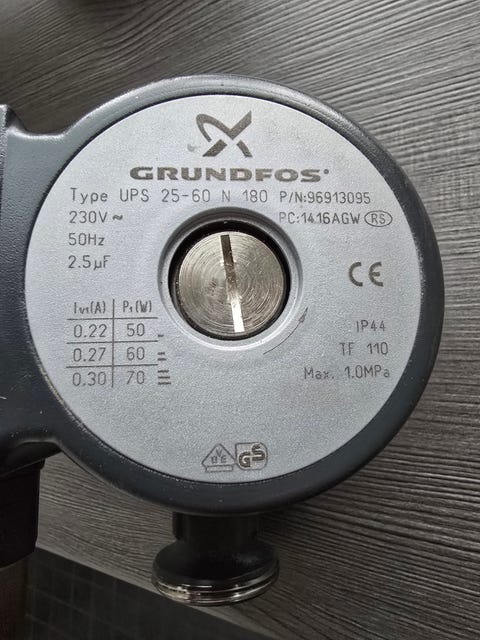 GRUNDFOS
Type UPS 25-60 N 180 P/N:96913095
230V~ PC:1416AGW RS
50Hz
2.5µF
CE
I1/1(A) P1(W)
0.22 50
0.27 60
0.30 70
IP44
TF 110
Max. 1.0MPa
VDE GS